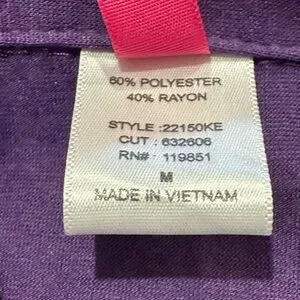 60% POLYESTER
40% RAYON
STYLE :22150KE
CUT : 632606
RN# : 119851
M
MADE IN VIETNAM